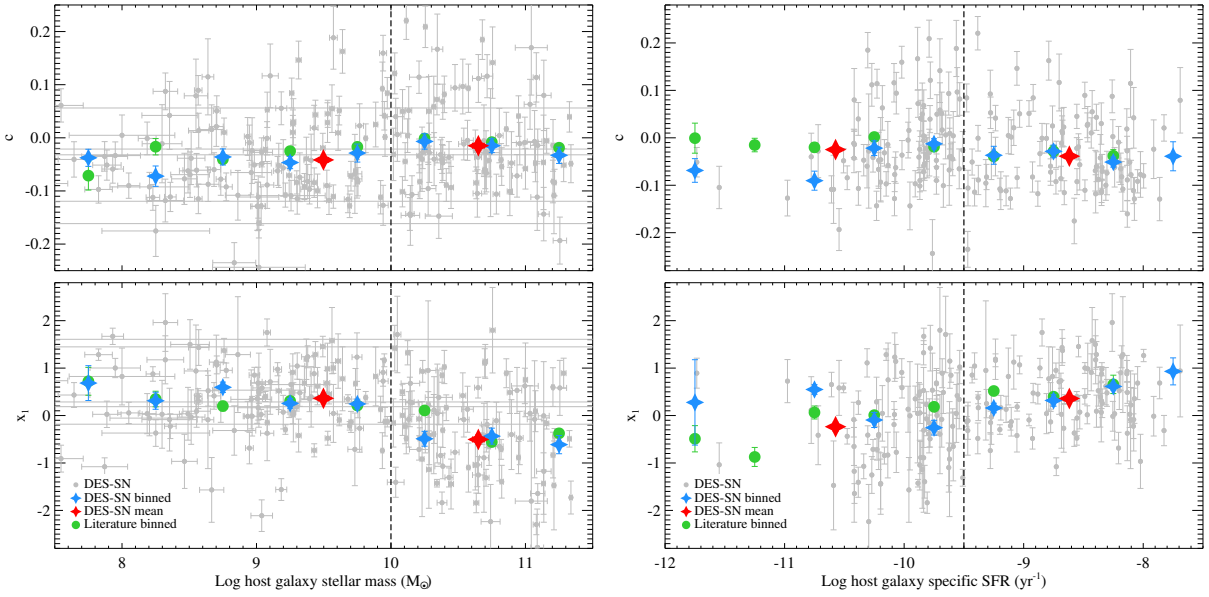 0.2
0.1
c 0.0
-0.1
-0.2
0.2
0.1
c 0.0
-0.1
-0.2
2
1
x1 0
-1
-2
DES-SN
DES-SN binned
DES-SN mean
Literature binned
8 9 10 11
Log host galaxy stellar mass (M⊙)
2
1
x1 0
-1
-2
DES-SN
DES-SN binned
DES-SN mean
Literature binned
-12 -11 -10 -9 -8
Log host galaxy specific SFR (yr-1)